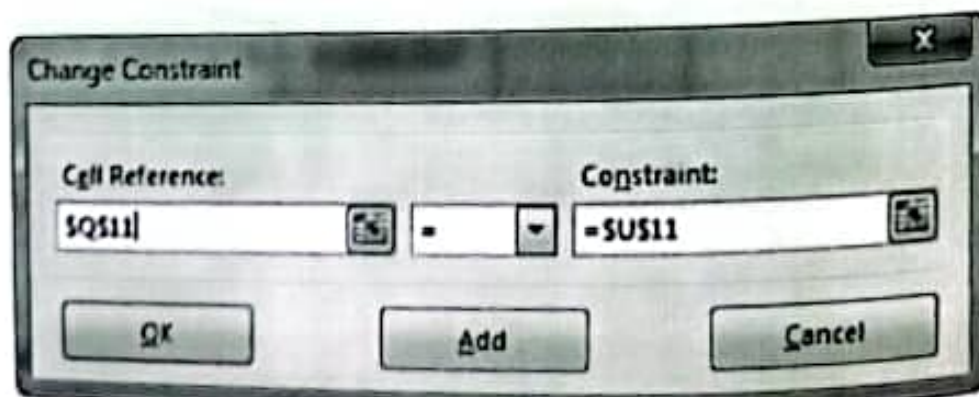 Change Constraint
X
Cell Reference: Constraint:
$Q$11 = =$U$11
OK Add Cancel